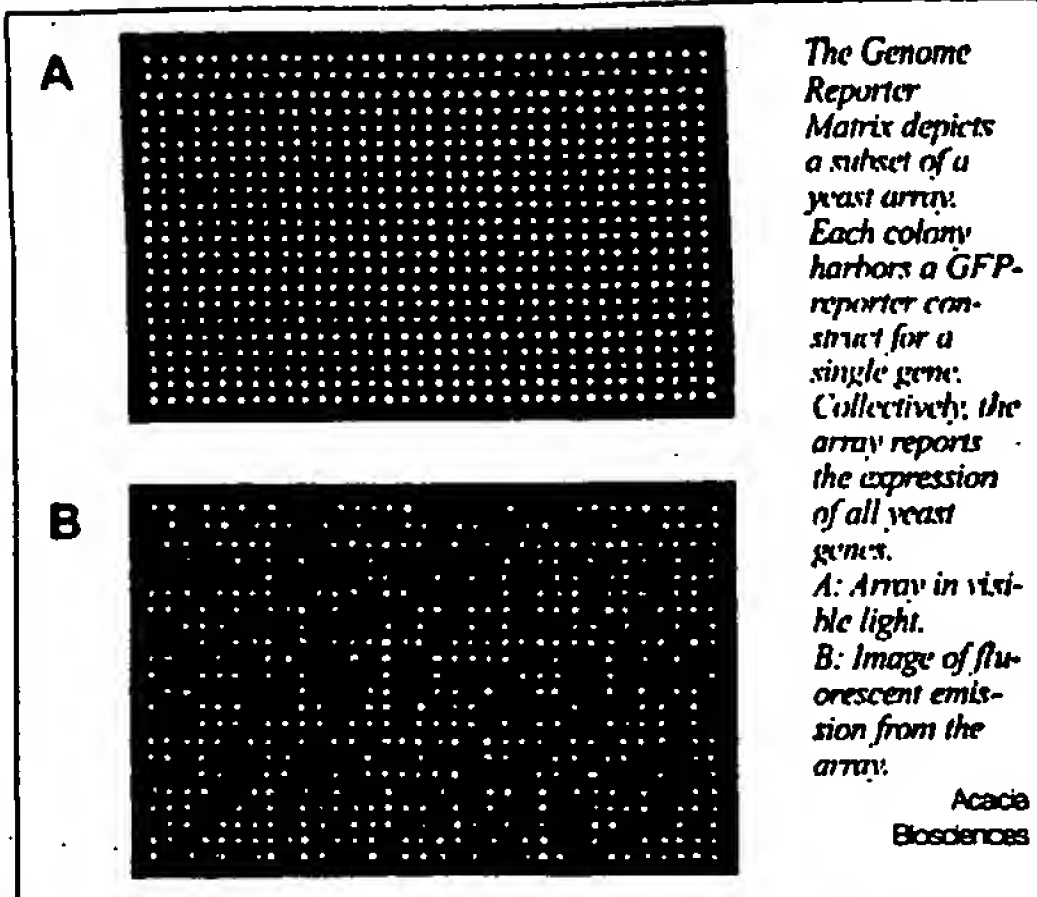 A
The Genome
Reporter
Matrix depicts
a subset of a
yeast array.
Each colony
harbors a GFP-
reporter con-
struct for a
single gene.
Collectively, the
array reports
the expression
of all yeast
genes.
A: Array in visi-
ble light.
B: Image of flu-
orescent emis-
sion from the
array.
Acacia
Biosciences
B